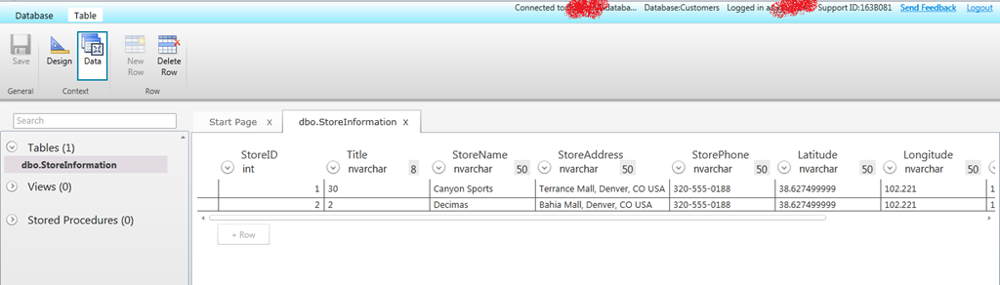 Connected to databa... Database:Customers Logged in a Support ID:163B081 Send Feedback Logout
Database Table
Save Design Data New Row Delete Row
General Context Row
Search
Start Page X dbo.StoreInformation X
Tables (1)
dbo.StoreInformation
Views (0)
Stored Procedures (0)
StoreID Title StoreName StoreAddress StorePhone Latitude Longitude
int nvarchar 8 nvarchar 50 nvarchar 50 nvarchar 50 nvarchar 50 nvarchar 50
1 30 Canyon Sports Terrance Mall, Denver, CO USA 320-555-0188 38.627499999 102.221 1
2 2 Decimas Bahia Mall, Denver, CO USA 320-555-0188 38.627499999 102.221 1
+ Row